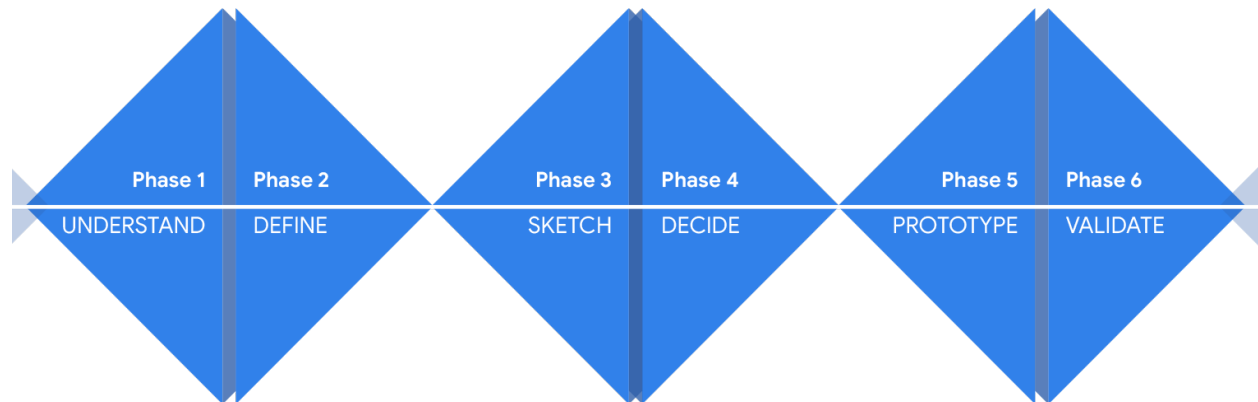 Phase 1
UNDERSTAND
Phase 2
DEFINE
Phase 3
SKETCH
Phase 4
DECIDE
Phase 5
PROTOTYPE
Phase 6
VALIDATE